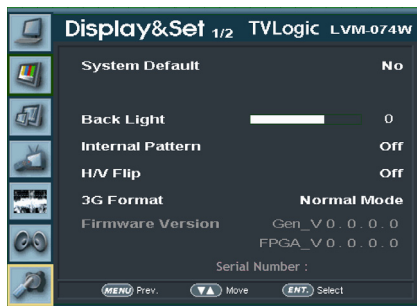 Display&Set 1/2 TVLogic LVM-074W
System Default No
Back Light 0
Internal Pattern Off
H/V Flip Off
3G Format Normal Mode
Firmware Version Gen_V 0 . 0 . 0 . 0
FPGA_V 0 . 0 . 0 . 0
Serial Number :
MENU Prev. ▼▲ Move ENT. Select